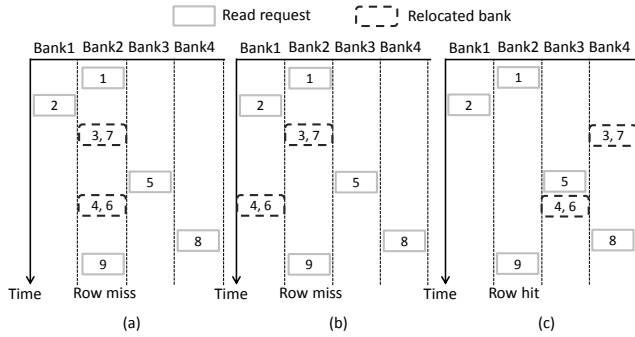 Read request Relocated bank
Bank1 Bank2 Bank3 Bank4 Bank1 Bank2 Bank3 Bank4 Bank1 Bank2 Bank3 Bank4
1 1 1
2 2 2
3, 7 3, 7 3, 7
5 5 5
4, 6 4, 6 4, 6
8 8 8
9 9 9
Time Row miss Time Row miss Time Row hit
(a) (b) (c)